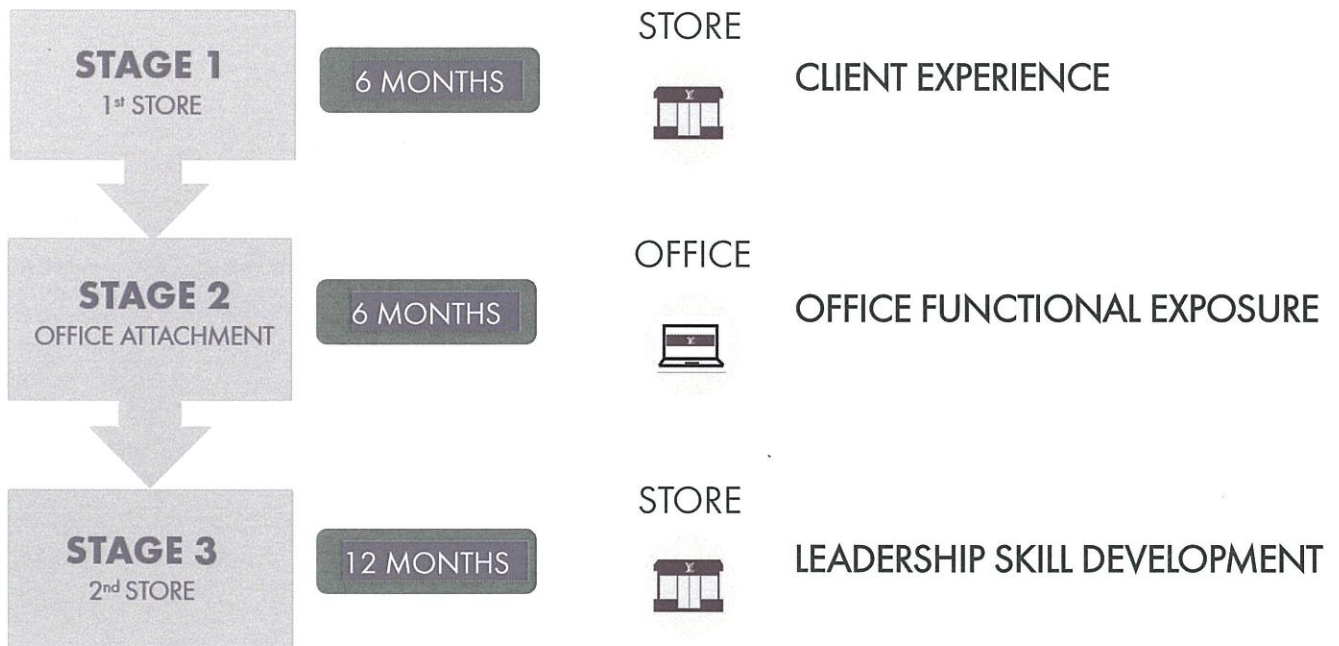 STAGE 1
1st STORE
6 MONTHS
STORE
CLIENT EXPERIENCE
STAGE 2
OFFICE ATTACHMENT
6 MONTHS
OFFICE
OFFICE FUNCTIONAL EXPOSURE
STAGE 3
2nd STORE
12 MONTHS
STORE
LEADERSHIP SKILL DEVELOPMENT